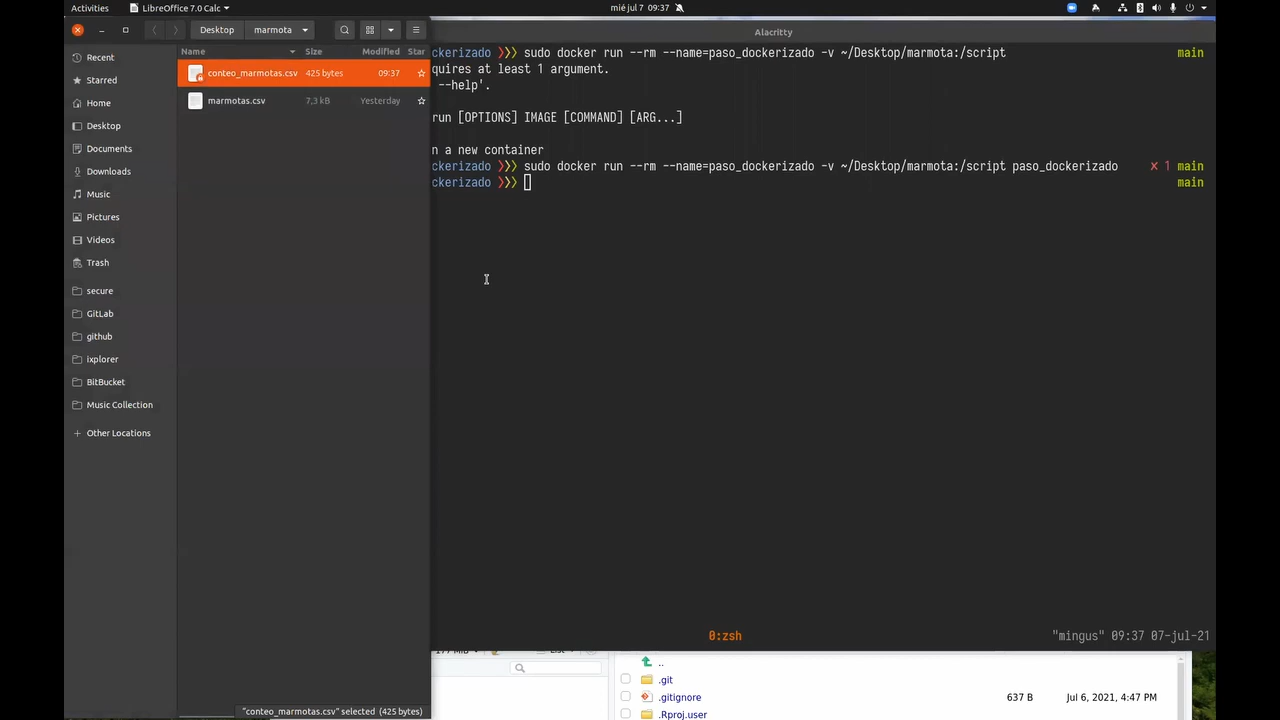 Activities LibreOffice 7.0 Calc mié jul 7 09:37
Desktop marmota
Name Size Modified Star
conteo_marmotas.csv 425 bytes 09:37
marmotas.csv 7,3 kB Yesterday
Recent
Starred
Home
Desktop
Documents
Downloads
Music
Pictures
Videos
Trash
secure
GitLab
github
ixplorer
BitBucket
Music Collection
+ Other Locations
"conteo_marmotas.csv" selected (425 bytes)
Alacritty
ckerizado >>> sudo docker run --rm --name=paso_dockerizado -v ~/Desktop/marmota:/script main
quires at least 1 argument.
--help'.
run [OPTIONS] IMAGE [COMMAND] [ARG...]
n a new container
ckerizado >>> sudo docker run --rm --name=paso_dockerizado -v ~/Desktop/marmota:/script paso_dockerizado × 1 main
ckerizado >>> main
0:zsh "mingus" 09:37 07-jul-21
..
.git
.gitignore 637 B Jul 6, 2021, 4:47 PM
.Rproj.user